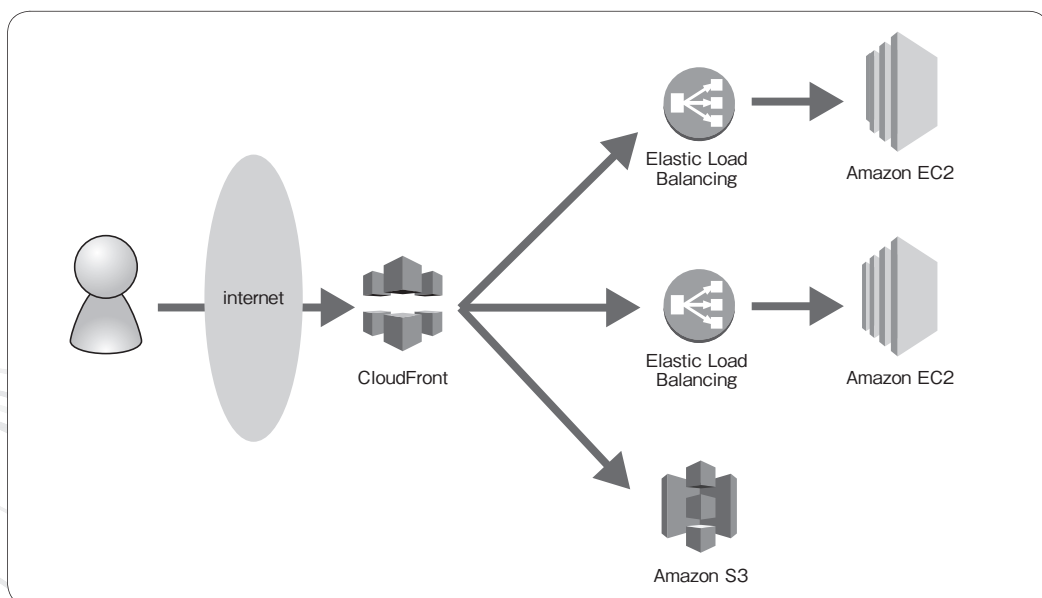 Elastic Load
Balancing
Amazon EC2
internet
CloudFront
Elastic Load
Balancing
Amazon EC2
Amazon S3